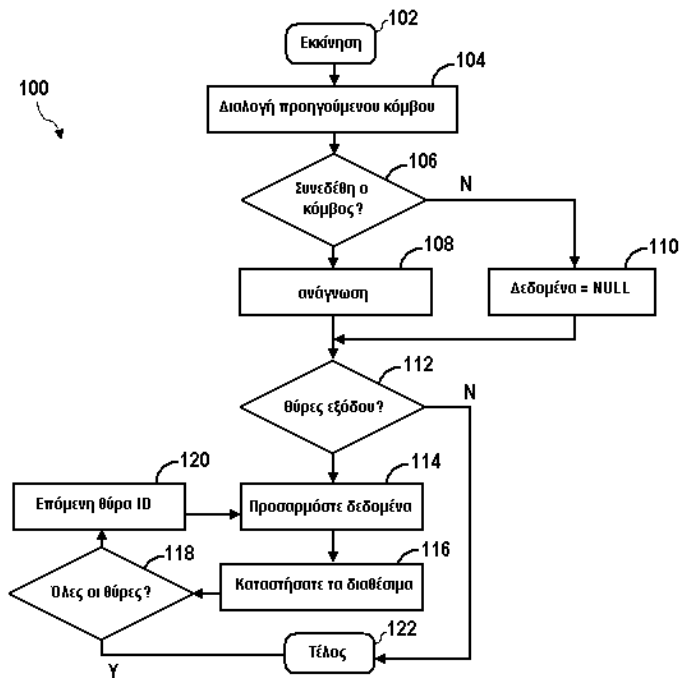 102
Εκκίνηση
104
100
Διαλογή προηγούμενου κόμβου
106
Συνεδέθη ο
κόμβος?
N
108
110
ανάγνωση
Δεδομένα = NULL
112
θύρες εξόδου?
N
120
114
Επόμενη θύρα ID
Προσαρμόστε δεδομένα
118
116
Όλες οι θύρες?
Καταστήσατε τα διαθέσιμα
122
Τέλος
Y